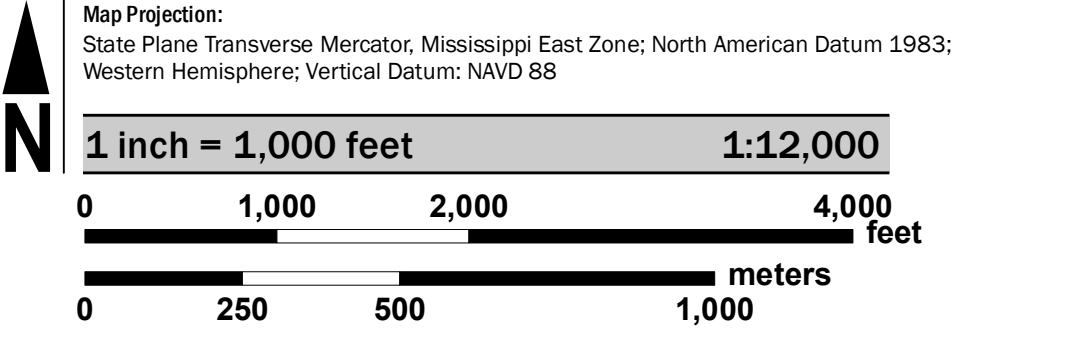 Map Projection:
State Plane Transverse Mercator, Mississippi East Zone; North American Datum 1983;
Western Hemisphere; Vertical Datum: NAVD 88
N
1 inch = 1,000 feet 1:12,000
0 1,000 2,000 4,000
feet
meters
0 250 500 1,000